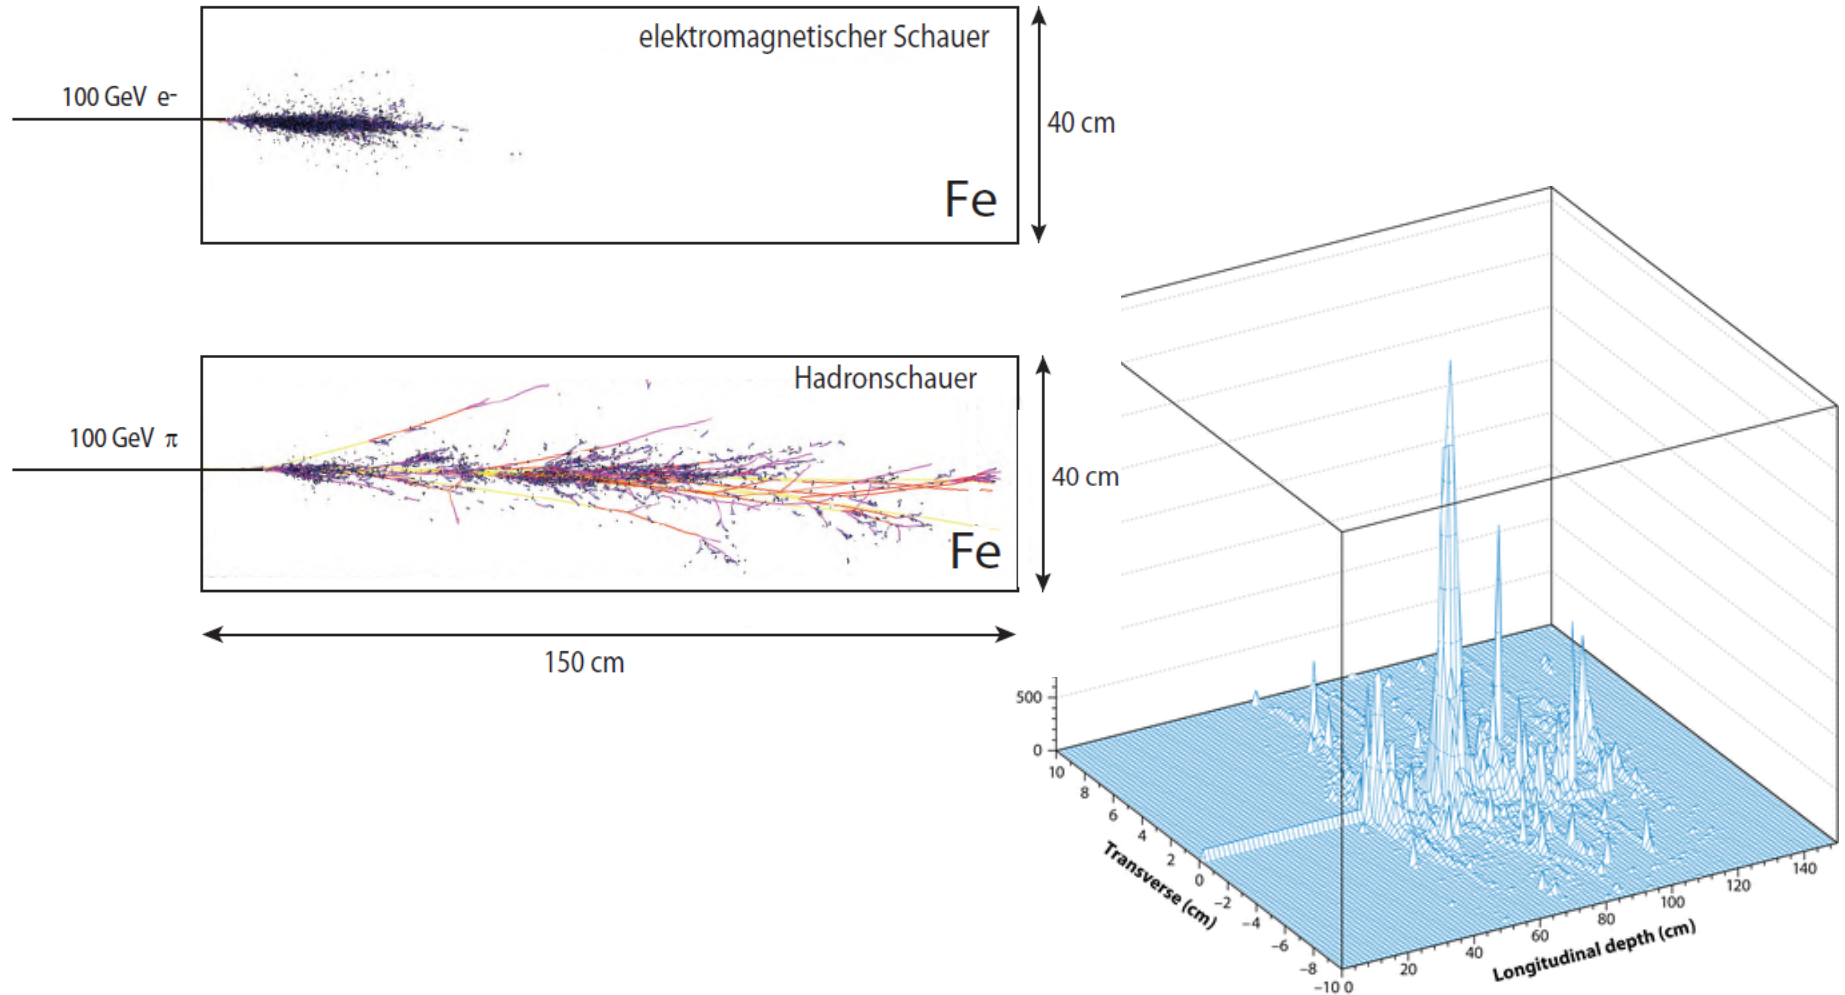 elektromagnetischer Schauer
100 GeV e-
40 cm
Fe
Hadronschauer
100 GeV π
40 cm
Fe
150 cm
500
0
10
8
6
4
2
0
−2
−4
−6
−8
−10
Transverse (cm)
0
20
40
60
80
100
120
140
Longitudinal depth (cm)